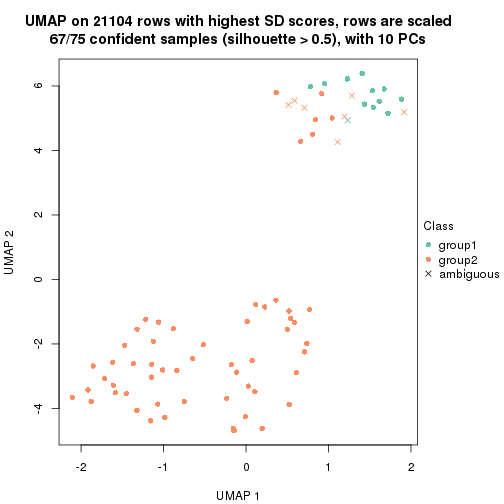 UMAP on 21104 rows with highest SD scores, rows are scaled
67/75 confident samples (silhouette > 0.5), with 10 PCs
6
4
2
0
-2
-4
UMAP 2
-2
-1
0
1
2
UMAP 1
Class
group1
group2
ambiguous